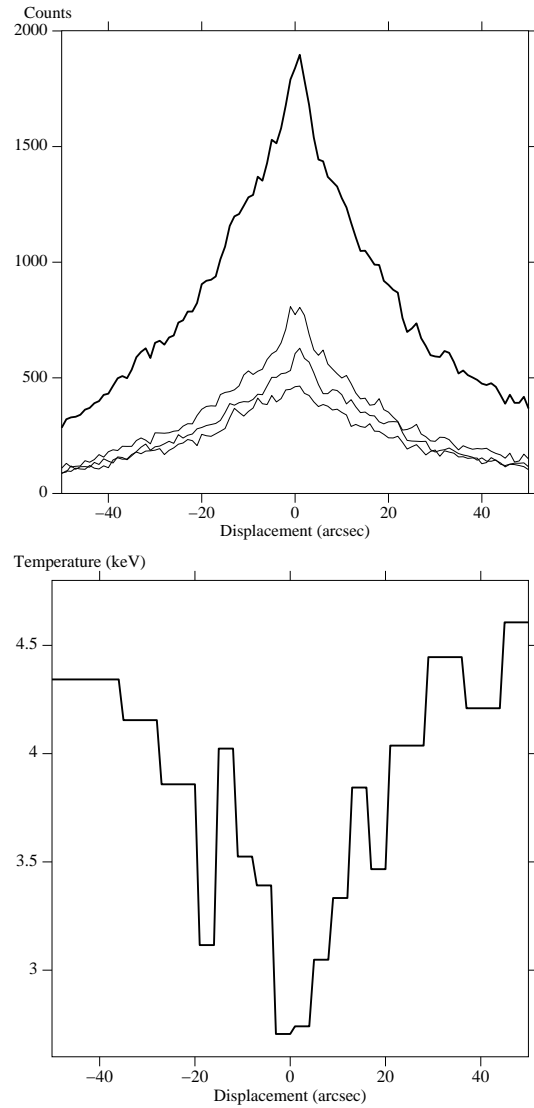 Counts
2000
1500
1000
500
0
−40 −20 0 20 40
Displacement (arcsec)
Temperature (keV)
4.5
4
3.5
3
−40 −20 0 20 40
Displacement (arcsec)